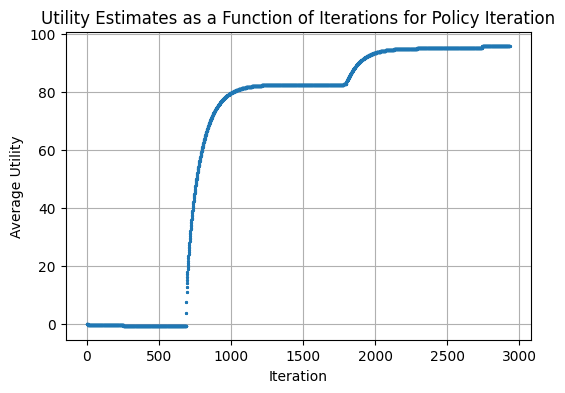 Utility Estimates as a Function of Iterations for Policy Iteration
100
80
60
40
20
0
Average Utility
0 500 1000 1500 2000 2500 3000
Iteration